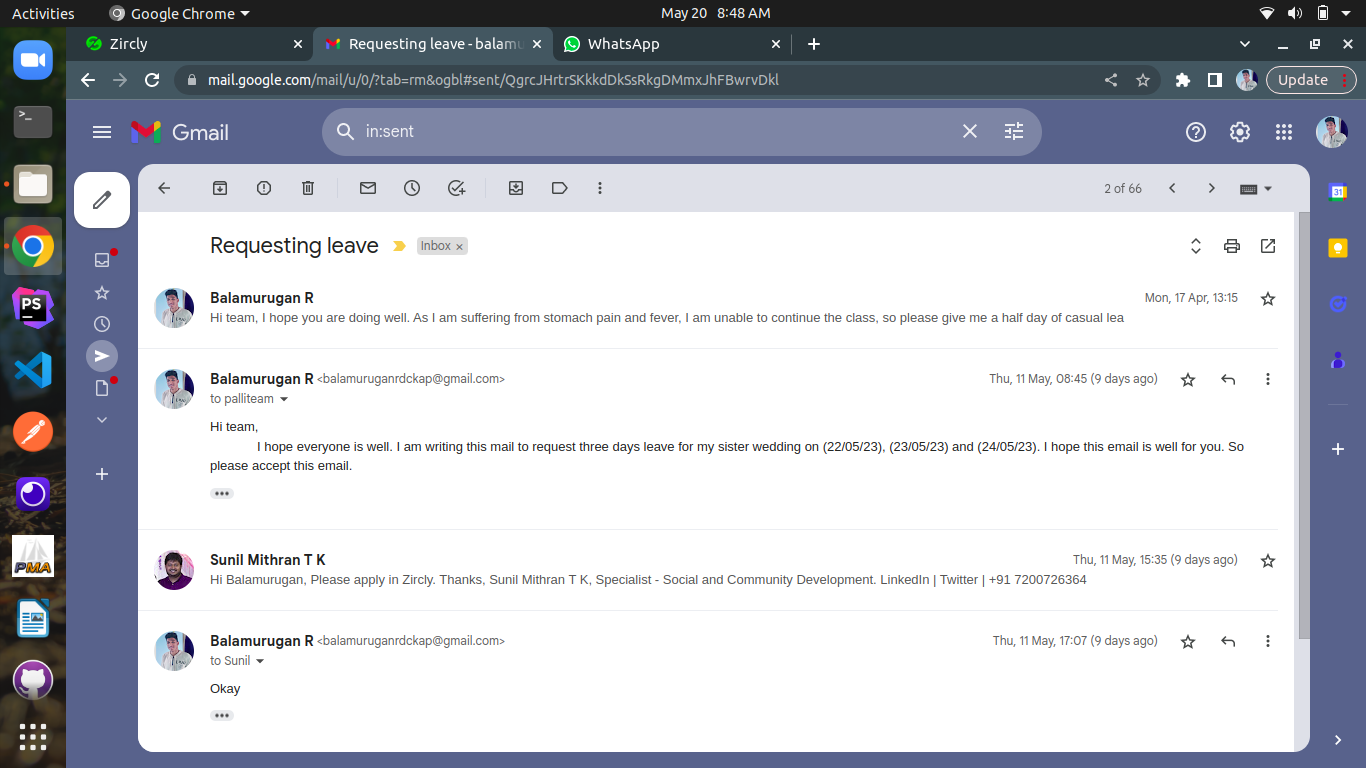 Activities
Google Chrome
May 20 8:48 AM
Zircly
Requesting leave - balamu
WhatsApp
mail.google.com/mail/u/0/?tab=rm&ogbl#sent/QgrcJHrtrSKkkdDkSsRkgDMmxJhFBwrvDkl
Update
Gmail
in:sent
2 of 66
31
Requesting leave
Inbox ×
Balamurugan R
Mon, 17 Apr, 13:15
Hi team, I hope you are doing well. As I am suffering from stomach pain and fever, I am unable to continue the class, so please give me a half day of casual lea
Balamurugan R <balamuruganrdckap@gmail.com>
Thu, 11 May, 08:45 (9 days ago)
to palliteam
Hi team,
I hope everyone is well. I am writing this mail to request three days leave for my sister wedding on (22/05/23), (23/05/23) and (24/05/23). I hope this email is well for you. So
please accept this email.
Sunil Mithran T K
Thu, 11 May, 15:35 (9 days ago)
Hi Balamurugan, Please apply in Zircly. Thanks, Sunil Mithran T K, Specialist - Social and Community Development. LinkedIn | Twitter | +91 7200726364
Balamurugan R <balamuruganrdckap@gmail.com>
Thu, 11 May, 17:07 (9 days ago)
to Sunil
Okay
PS
PMA